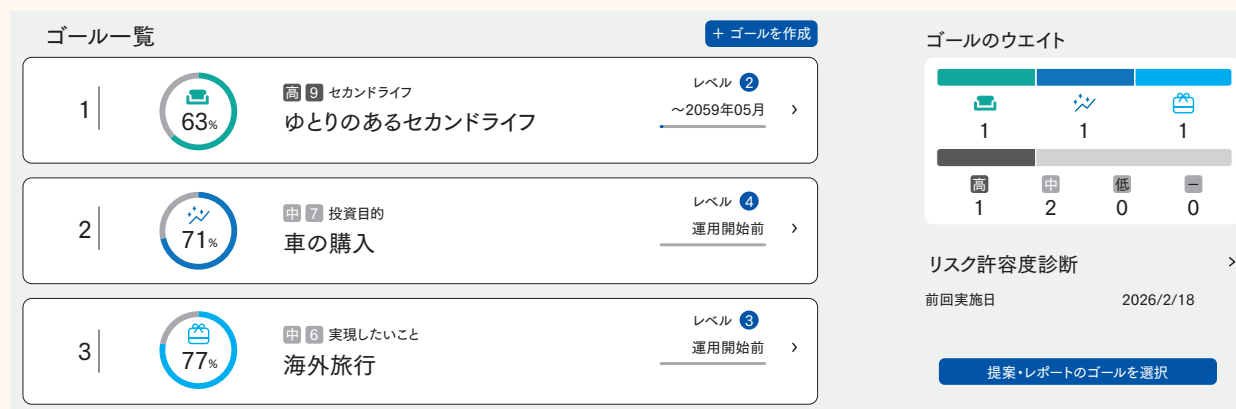 ゴール一覧
+ ゴールを作成
1
63%
高 9 セカンドライフ
ゆとりのあるセカンドライフ
レベル 2
～2059年05月
2
71%
中 7 投資目的
車の購入
レベル 4
運用開始前
3
77%
中 6 実現したいこと
海外旅行
レベル 3
運用開始前
ゴールのウエイト
1 1 1
高 中 低 －
1 2 0 0
リスク許容度診断
前回実施日 2026/2/18
提案・レポートのゴールを選択